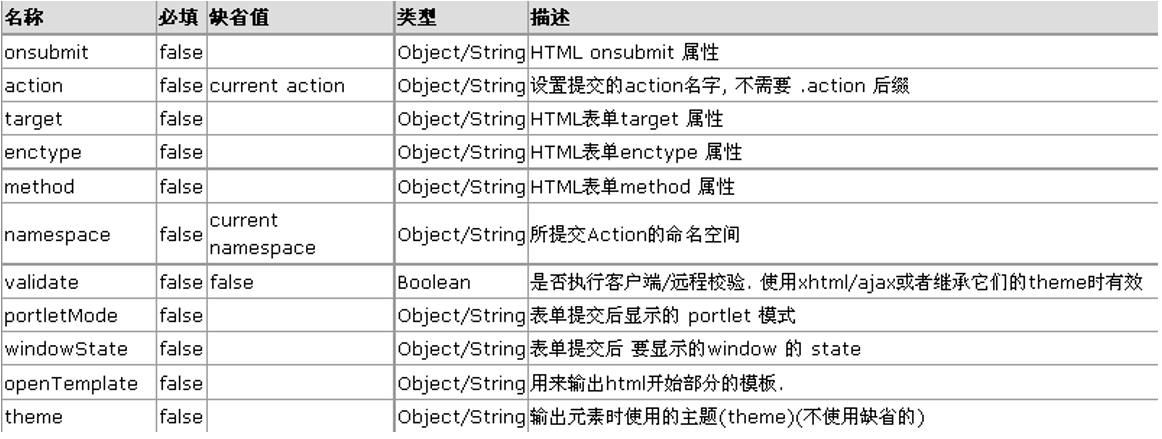 名称 必填 缺省值 类型 描述
onsubmit false Object/String HTML onsubmit 属性
action false current action Object/String 设置提交的action名字, 不需要 .action 后缀
target false Object/String HTML表单target 属性
enctype false Object/String HTML表单enctype 属性
method false Object/String HTML表单method 属性
namespace false current namespace Object/String 所提交Action的命名空间
validate false false Boolean 是否执行客户端/远程校验. 使用xhtml/ajax或者继承它们的theme时有效
portletMode false Object/String 表单提交后显示的 portlet 模式
windowState false Object/String 表单提交后 要显示的window 的 state
openTemplate false Object/String 用来输出html开始部分的模板.
theme false Object/String 输出元素时使用的主题(theme)(不使用缺省的)